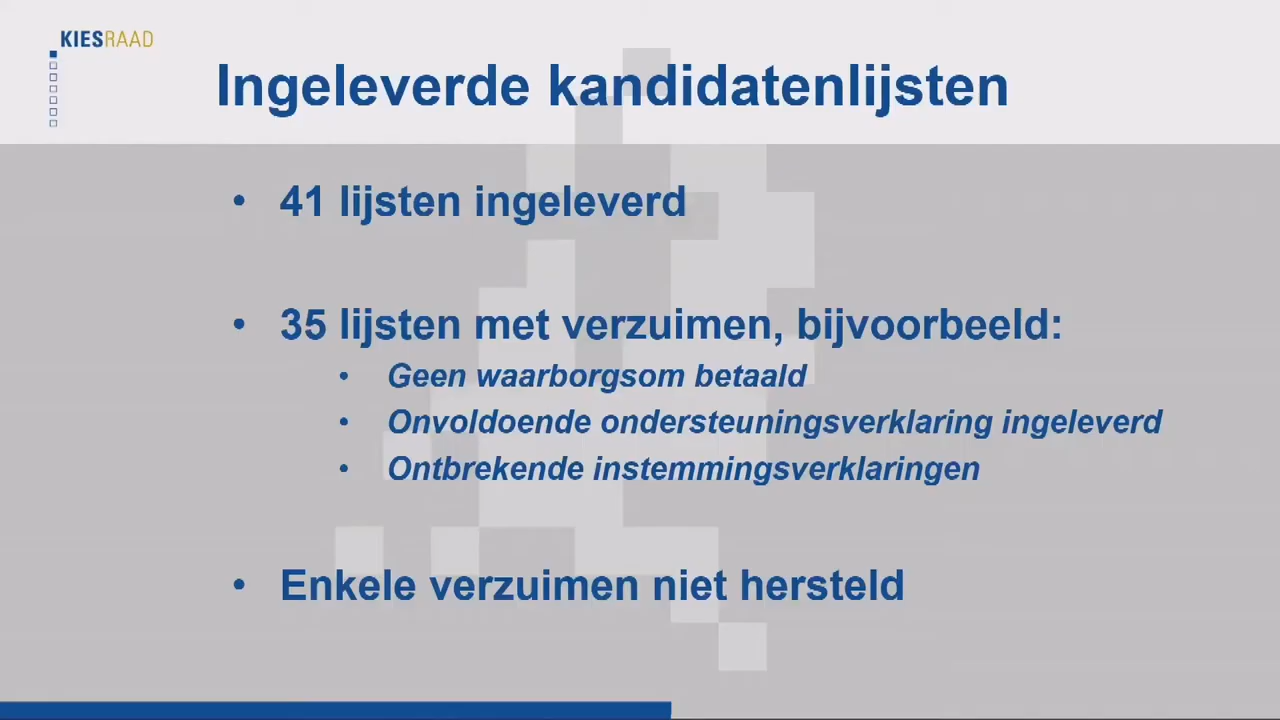 KIESRAAD
Ingeleverde kandidatenlijsten
• 41 lijsten ingeleverd
• 35 lijsten met verzuimen, bijvoorbeeld:
• Geen waarborgsom betaald
• Onvoldoende ondersteuningsverklaring ingeleverd
• Ontbrekende instemmingsverklaringen
• Enkele verzuimen niet hersteld